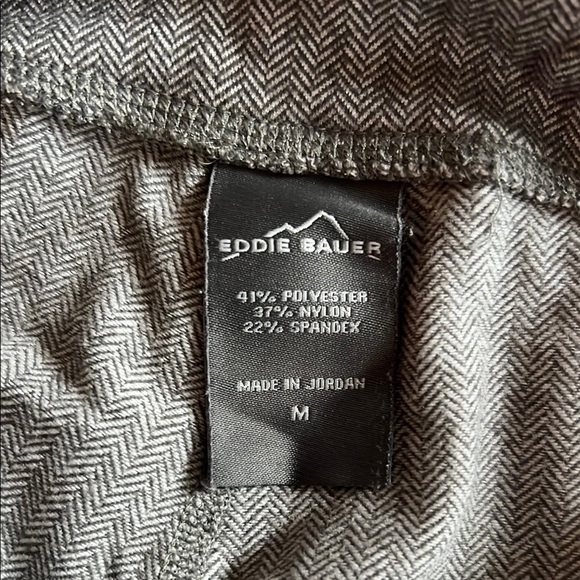 EDDIE BAUER
41% POLYESTER
37% NYLON
22% SPANDEX
MADE IN JORDAN
M